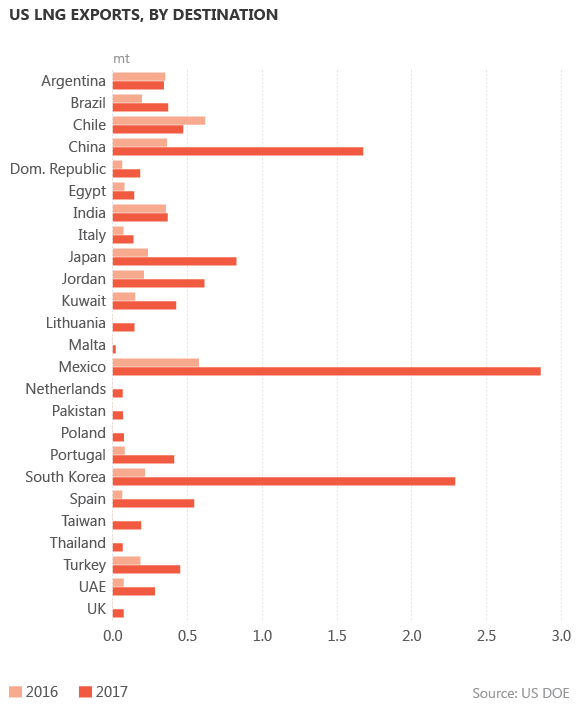 US LNG EXPORTS, BY DESTINATION
mt
Argentina
Brazil
Chile
China
Dom. Republic
Egypt
India
Italy
Japan
Jordan
Kuwait
Lithuania
Malta
Mexico
Netherlands
Pakistan
Poland
Portugal
South Korea
Spain
Taiwan
Thailand
Turkey
UAE
UK
0.0 0.5 1.0 1.5 2.0 2.5 3.0
2016 2017 Source: US DOE